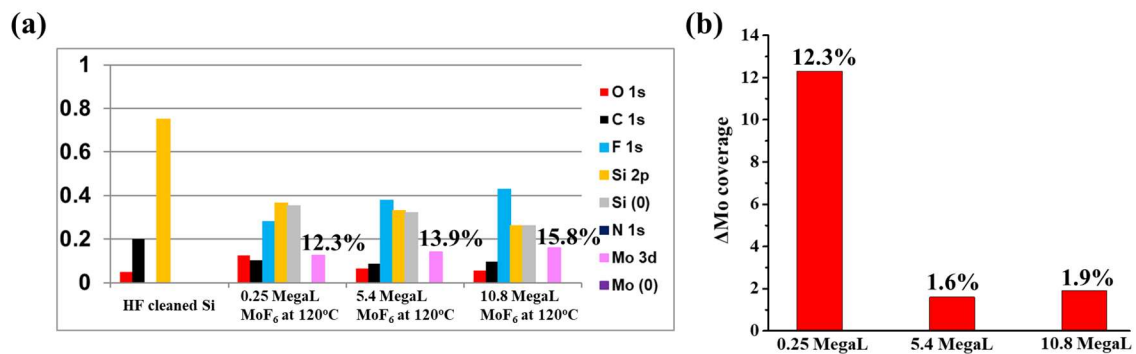 (a)
1
0.8
0.6
0.4
0.2
0
12.3%
13.9%
15.8%
HF cleaned Si
0.25 MegaL
MoF₆ at 120°C
5.4 MegaL
MoF₆ at 120°C
10.8 MegaL
MoF₆ at 120°C
O 1s
C 1s
F 1s
Si 2p
Si (0)
N 1s
Mo 3d
Mo (0)
(b)
ΔMo coverage
14
12
10
8
6
4
2
0
12.3%
1.6%
1.9%
0.25 MegaL
5.4 MegaL
10.8 MegaL